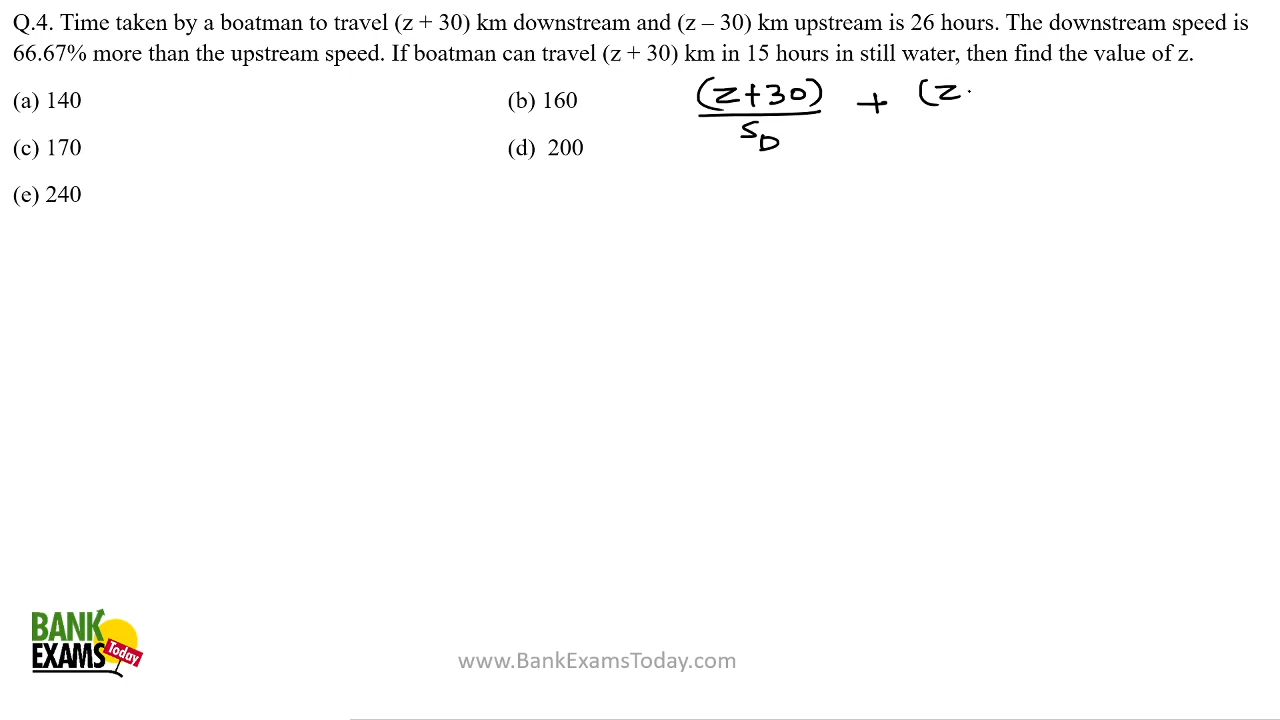 Q.4. Time taken by a boatman to travel (z + 30) km downstream and (z – 30) km upstream is 26 hours. The downstream speed is
66.67% more than the upstream speed. If boatman can travel (z + 30) km in 15 hours in still water, then find the value of z.
(a) 140 (b) 160
(z+30) + (z
S_D
(c) 170 (d) 200
(e) 240
BANK
EXAMS Today
www.BankExamsToday.com